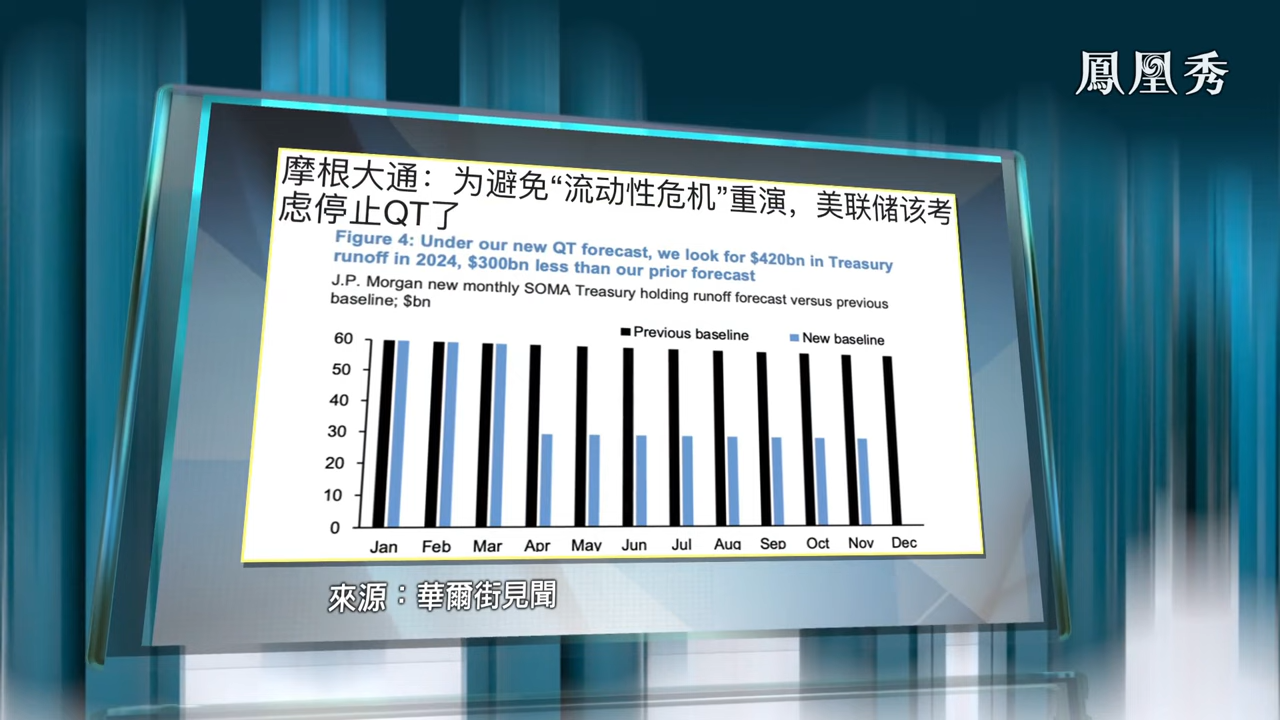 鳳凰秀
摩根大通：为避免“流动性危机”重演，美联储该考
虑停止QT了
Figure 4: Under our new QT forecast, we look for $420bn in Treasury
runoff in 2024, $300bn less than our prior forecast
J.P. Morgan new monthly SOMA Treasury holding runoff forecast versus previous
baseline; $bn
Previous baseline New baseline
60
50
40
30
20
10
0
Jan Feb Mar Apr May Jun Jul Aug Sep Oct Nov Dec
來源：華爾街見聞